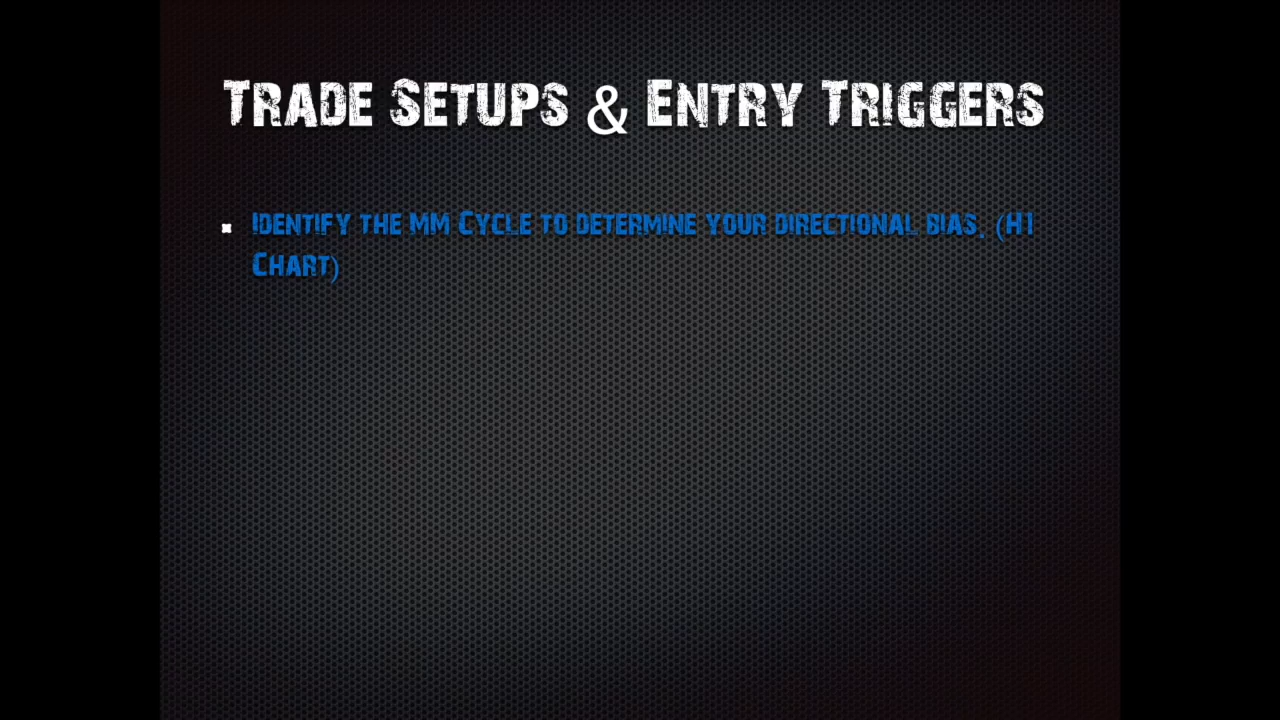 Trade Setups & Entry Triggers
Identify the MM Cycle to determine your directional bias. (H1
Chart)